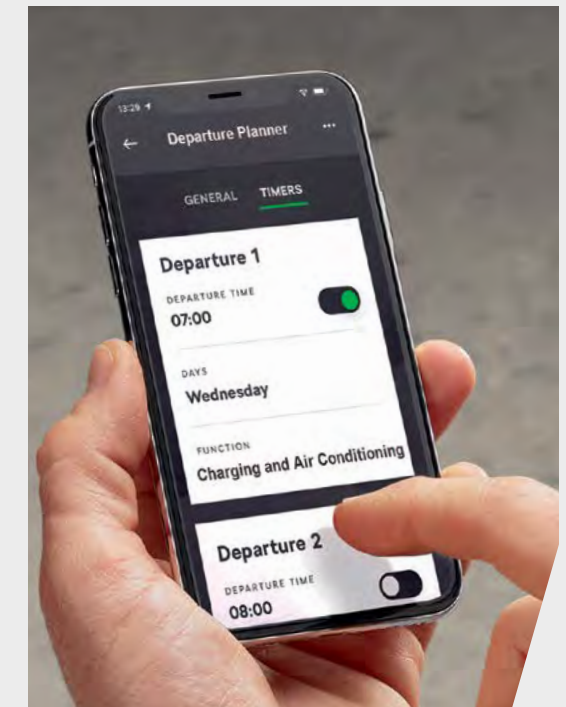 13:29
Departure Planner
GENERAL TIMERS
Departure 1
DEPARTURE TIME
07:00
DAYS
Wednesday
FUNCTION
Charging and Air Conditioning
Departure 2
DEPARTURE TIME
08:00